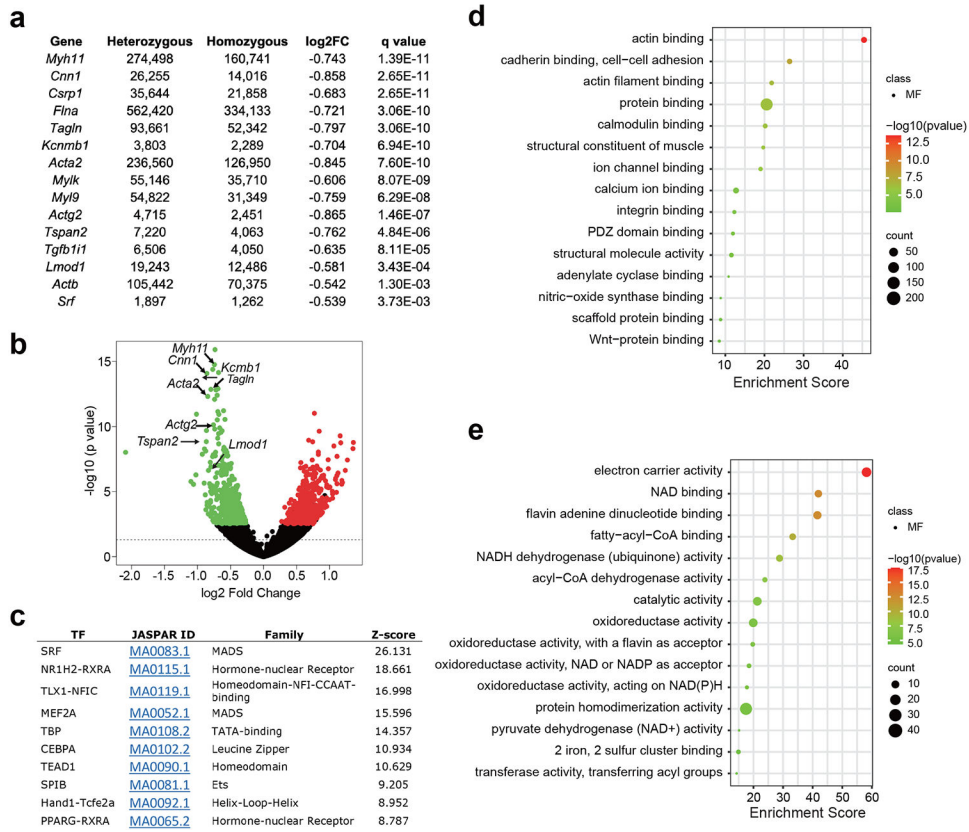 a
Gene Heterozygous Homozygous log2FC q value
Myh11 274,498 160,741 -0.743 1.39E-11
Cnn1 26,255 14,016 -0.858 2.65E-11
Csrp1 35,644 21,858 -0.683 2.65E-11
Flna 562,420 334,133 -0.721 3.06E-10
Tagln 93,661 52,342 -0.797 3.06E-10
Kcnmb1 3,803 2,289 -0.704 6.94E-10
Acta2 236,560 126,950 -0.845 7.60E-10
Mylk 55,146 35,710 -0.606 8.07E-09
Myl9 54,822 31,349 -0.759 6.29E-08
Actg2 4,715 2,451 -0.865 1.46E-07
Tspan2 7,220 4,063 -0.762 4.84E-06
Tgfb1i1 6,506 4,050 -0.635 8.11E-05
Lmod1 19,243 12,486 -0.581 3.43E-04
Actb 105,442 70,375 -0.542 1.30E-03
Srf 1,897 1,262 -0.539 3.73E-03
b
Myh11
Cnn1
Kcmb1
Tagln
Acta2
Actg2
Tspan2
Lmod1
15
10
5
0
-log10 (p value)
-2.0 -1.5 -1.0 -0.5 0.0 0.5 1.0
log2 Fold Change
c
TF JASPAR ID Family Z-score
SRF MA0083.1 MADS 26.131
NR1H2-RXRA MA0115.1 Hormone-nuclear Receptor 18.661
TLX1-NFIC MA0119.1 Homeodomain-NFI-CCAAT-binding 16.998
MEF2A MA0052.1 MADS 15.596
TBP MA0108.2 TATA-binding 14.357
CEBPA MA0102.2 Leucine Zipper 10.934
TEAD1 MA0090.1 Homeodomain 10.629
SPIB MA0081.1 Ets 9.205
Hand1-Tcfe2a MA0092.1 Helix-Loop-Helix 8.952
PPARG-RXRA MA0065.2 Hormone-nuclear Receptor 8.787
d
actin binding
cadherin binding, cell-cell adhesion
actin filament binding
protein binding
calmodulin binding
structural constituent of muscle
ion channel binding
calcium ion binding
integrin binding
PDZ domain binding
structural molecule activity
adenylate cyclase binding
nitric-oxide synthase binding
scaffold protein binding
Wnt-protein binding
10 20 30 40
Enrichment Score
class
MF
-log10(pvalue)
12.5
10.0
7.5
5.0
count
50
100
150
200
e
electron carrier activity
NAD binding
flavin adenine dinucleotide binding
fatty-acyl-CoA binding
NADH dehydrogenase (ubiquinone) activity
acyl-CoA dehydrogenase activity
catalytic activity
oxidoreductase activity
oxidoreductase activity, with a flavin as acceptor
oxidoreductase activity, NAD or NADP as acceptor
oxidoreductase activity, acting on NAD(P)H
protein homodimerization activity
pyruvate dehydrogenase (NAD+) activity
2 iron, 2 sulfur cluster binding
transferase activity, transferring acyl groups
20 30 40 50 60
Enrichment Score
class
MF
-log10(pvalue)
17.5
15.0
12.5
10.0
7.5
5.0
count
10
20
30
40